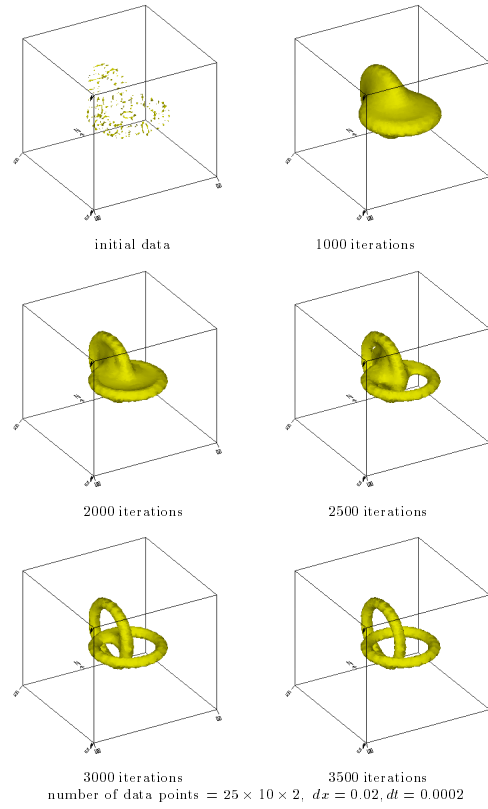 initial data
1000 iterations
2000 iterations
2500 iterations
3000 iterations
3500 iterations
number of data points = 25 × 10 × 2, dx = 0.02, dt = 0.0002